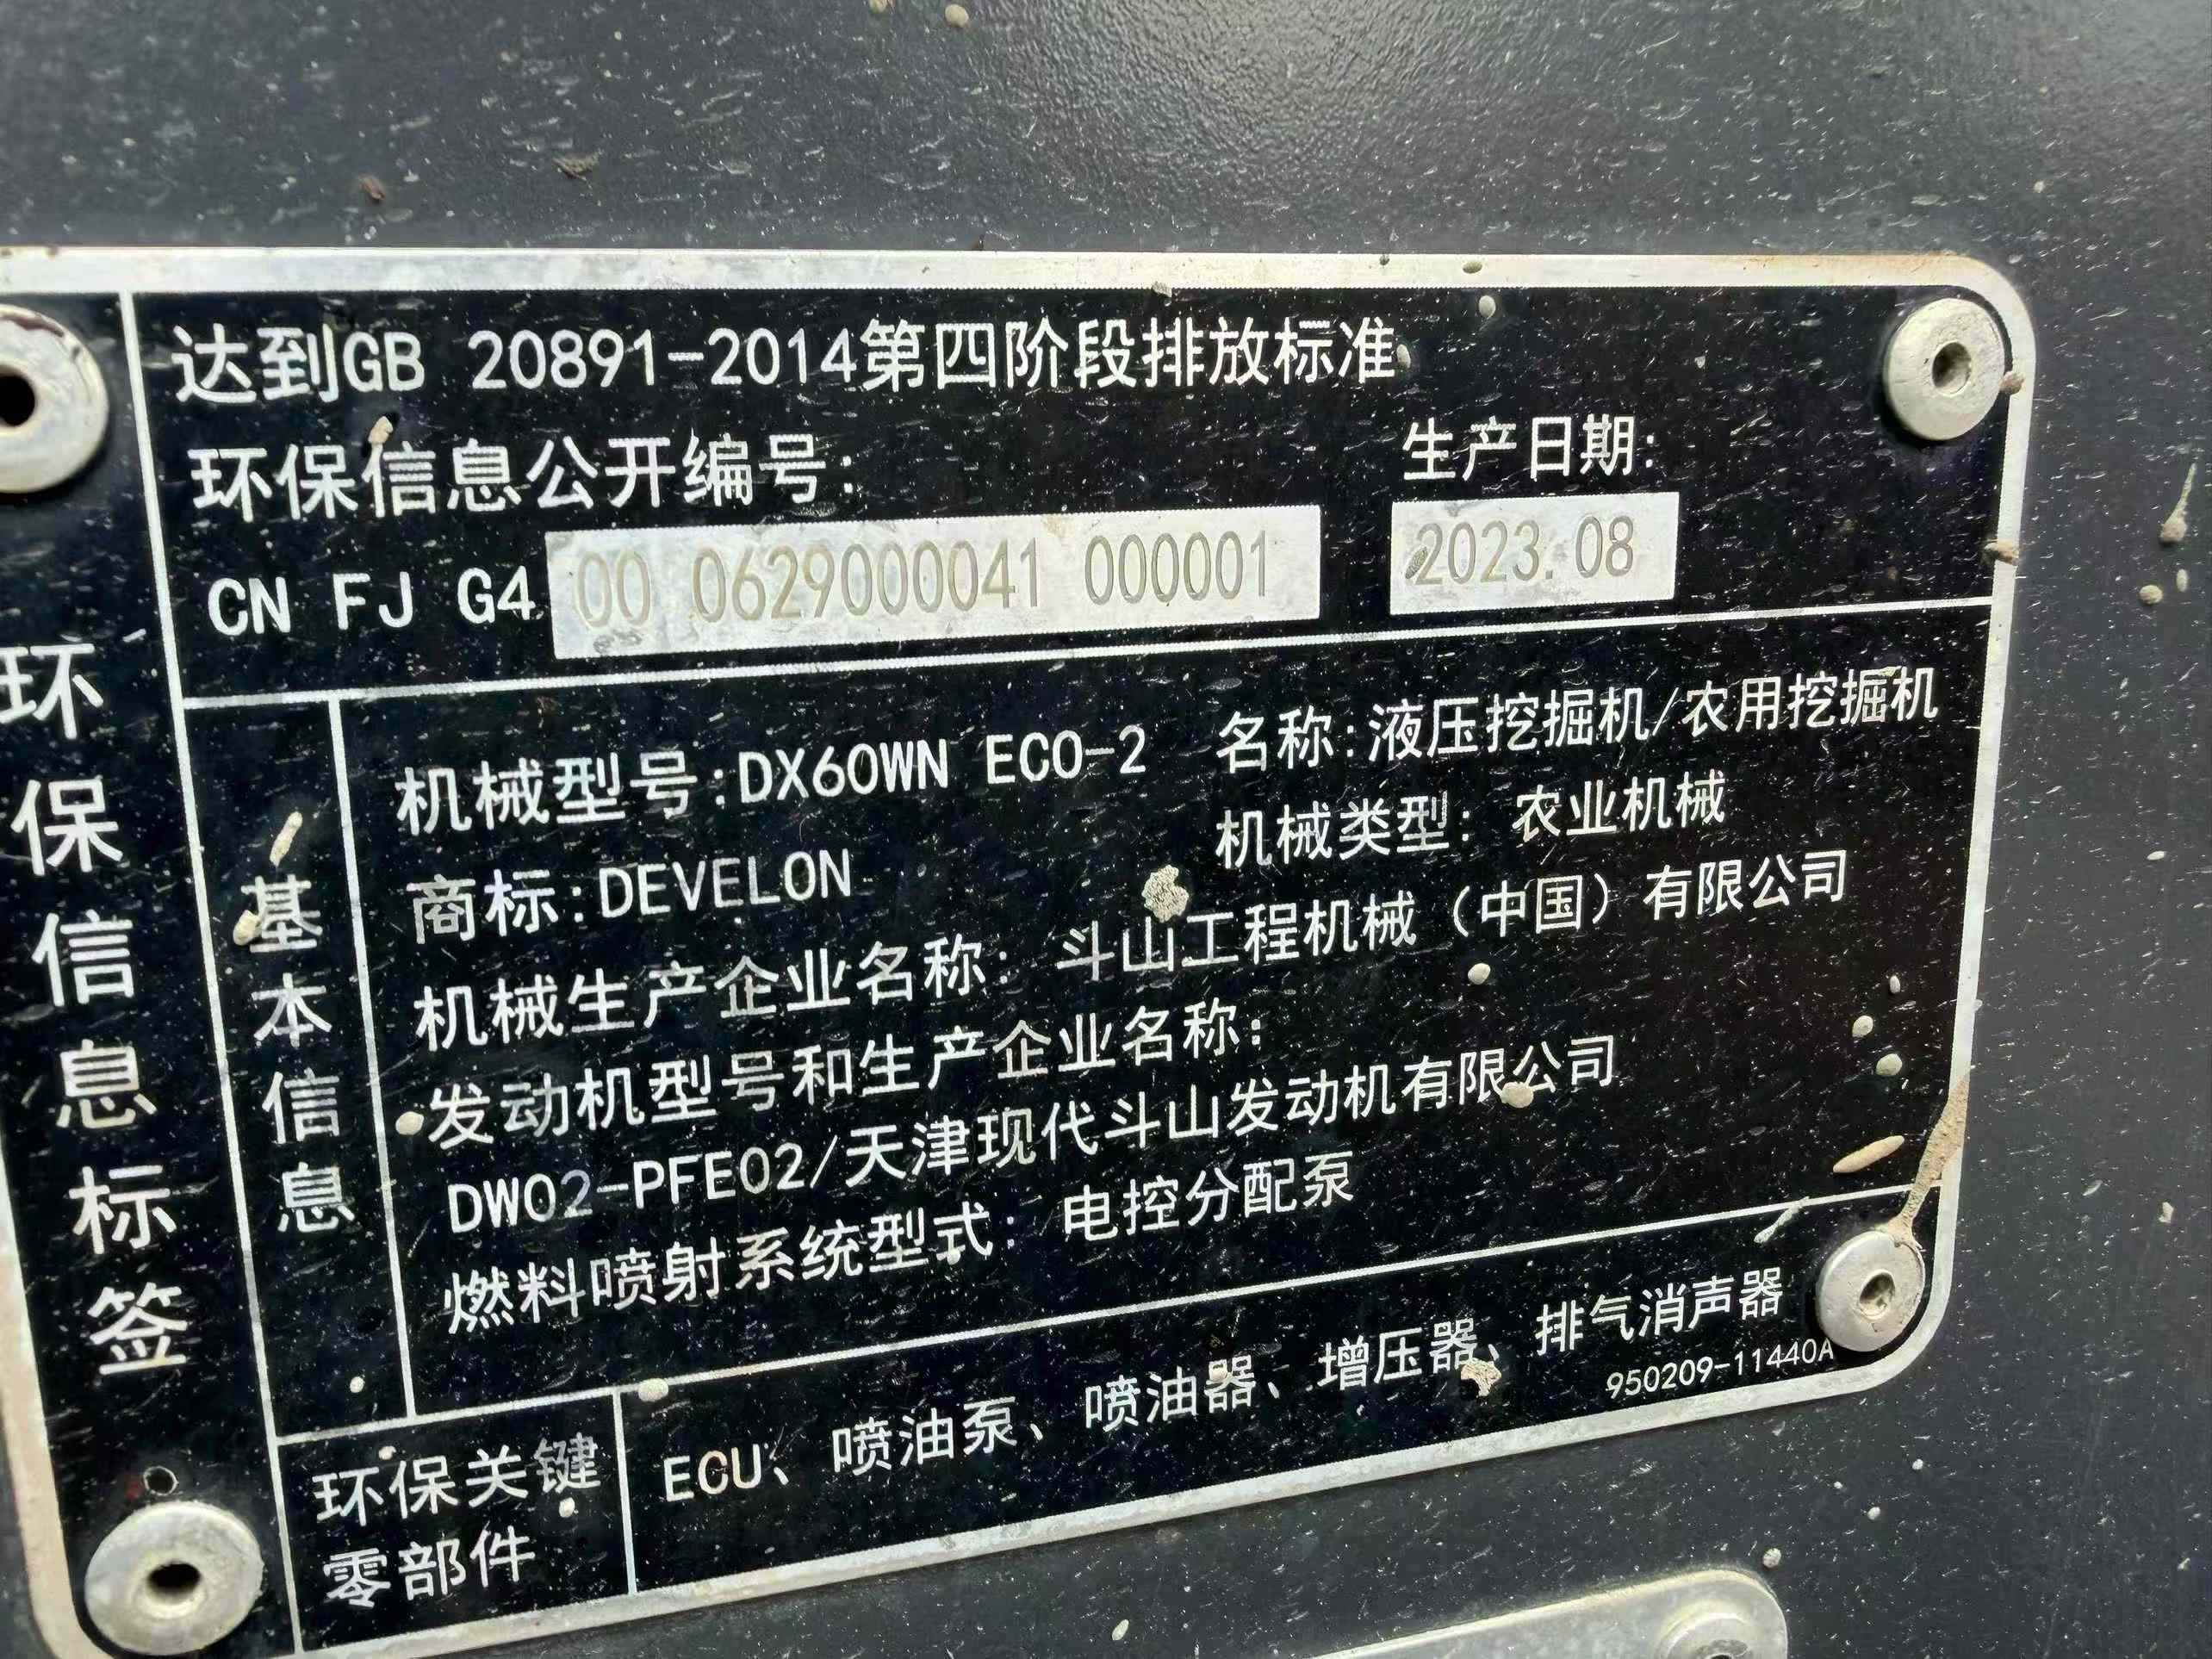 环保信息标签
达到GB 20891-2014第四阶段排放标准
环保信息公开编号:
生产日期:
CN FJ G4 00 0629000041 000001
2023.08
基本信息
机械型号:DX60WN ECO-2 名称:液压挖掘机/农用挖掘机
商标:DEVELON 机械类型: 农业机械
机械生产企业名称: 斗山工程机械（中国）有限公司
发动机型号和生产企业名称:
DW02-PFE02/天津现代斗山发动机有限公司
燃料喷射系统型式: 电控分配泵
环保关键
零部件
ECU、喷油泵、喷油器、增压器、排气消声器
950209-11440A